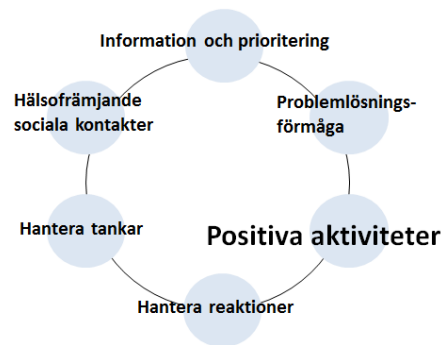 Information och prioritering
Hälsofrämjande
sociala kontakter
Problemlösnings-
förmåga
Hantera tankar
Positiva aktiviteter
Hantera reaktioner